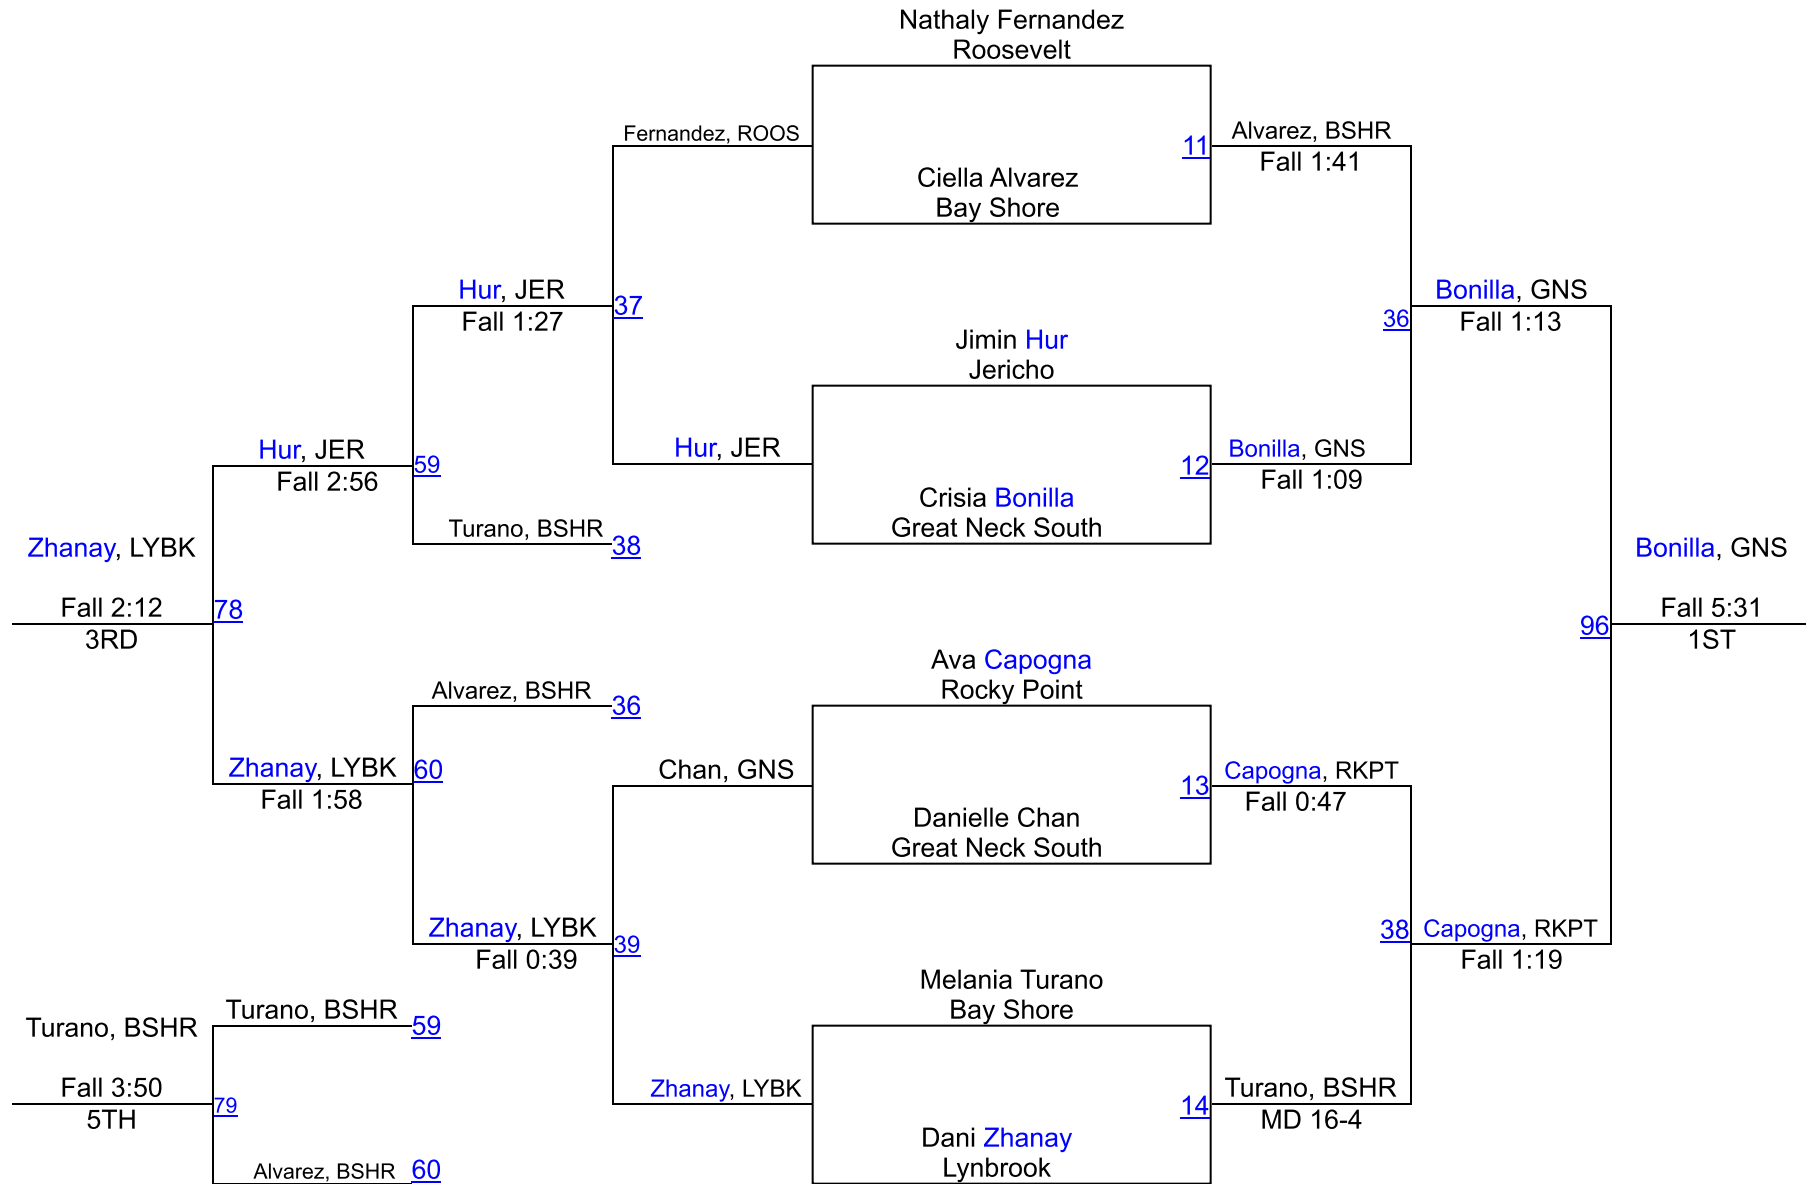 Nathaly Fernandez
Roosevelt
Fernandez, ROOS
11
Alvarez, BSHR
Fall 1:41
Ciella Alvarez
Bay Shore
Hur, JER
Fall 1:27
37
36
Bonilla, GNS
Fall 1:13
Jimin Hur
Jericho
Hur, JER
Fall 2:56
59
Hur, JER
12
Bonilla, GNS
Fall 1:09
Crisia Bonilla
Great Neck South
Turano, BSHR
38
Zhanay, LYBK
Fall 2:12
3RD
78
Bonilla, GNS
96
Fall 5:31
1ST
Ava Capogna
Rocky Point
Alvarez, BSHR
36
Zhanay, LYBK
Fall 1:58
60
Chan, GNS
13
Capogna, RKPT
Fall 0:47
Danielle Chan
Great Neck South
Zhanay, LYBK
Fall 0:39
39
38
Capogna, RKPT
Fall 1:19
Melania Turano
Bay Shore
Turano, BSHR
Turano, BSHR
59
Fall 3:50
5TH
79
Zhanay, LYBK
14
Turano, BSHR
MD 16-4
Dani Zhanay
Lynbrook
Alvarez, BSHR
60